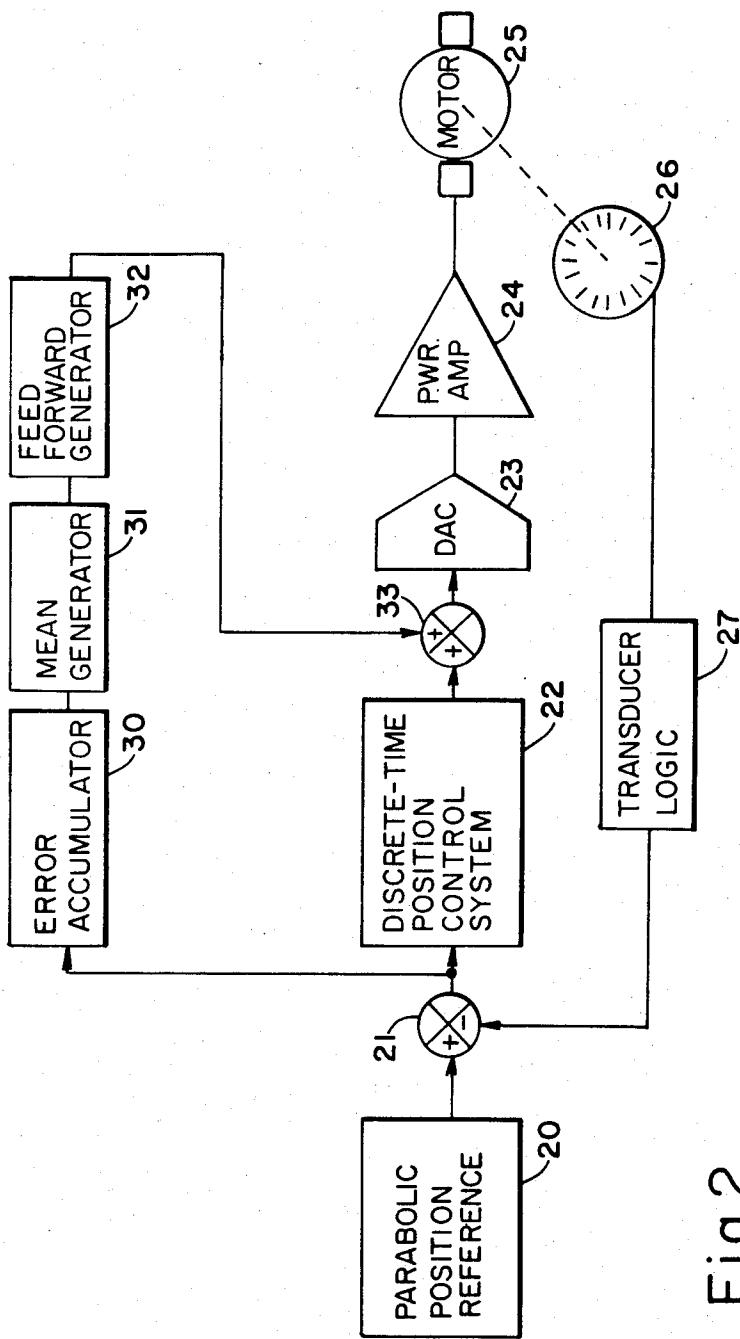 ERROR
ACCUMULATOR
30
MEAN
GENERATOR
31
FEED
FORWARD
GENERATOR
32
PARABOLIC
POSITION
REFERENCE
20
21
+
-
DISCRETE-TIME
POSITION
CONTROL
SYSTEM
22
33
+
+
DAC
23
PWR.
AMP
24
MOTOR
25
26
TRANSDUCER
LOGIC
27
Fig.2